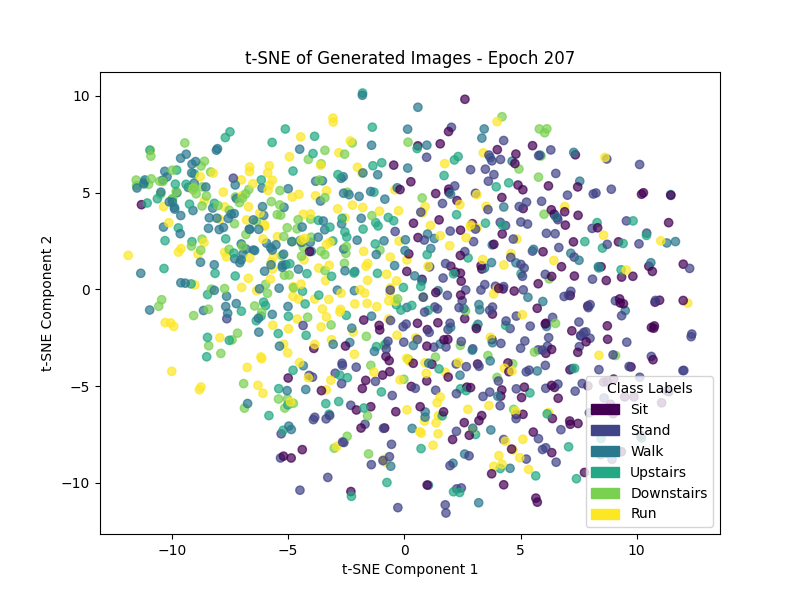 t-SNE of Generated Images - Epoch 207
t-SNE Component 2
10
5
0
−5
−10
Class Labels
Sit
Stand
Walk
Upstairs
Downstairs
Run
−10 −5 0 5 10
t-SNE Component 1